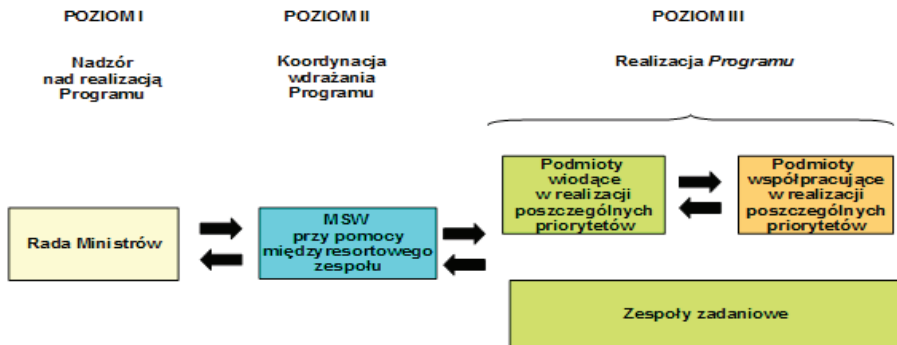 POZIOM I
Nadzór
nad realizacją
Programu
POZIOM II
Koordynacja
wdrażania
Programu
POZIOM III
Realizacja Programu
Rada Ministrów
MSW
przy pomocy
międzyresortowego
zespołu
Podmioty
wiodące
w realizacji
poszczególnych
priorytetów
Podmioty
współpracujące
w realizacji
poszczególnych
priorytetów
Zespoły zadaniowe